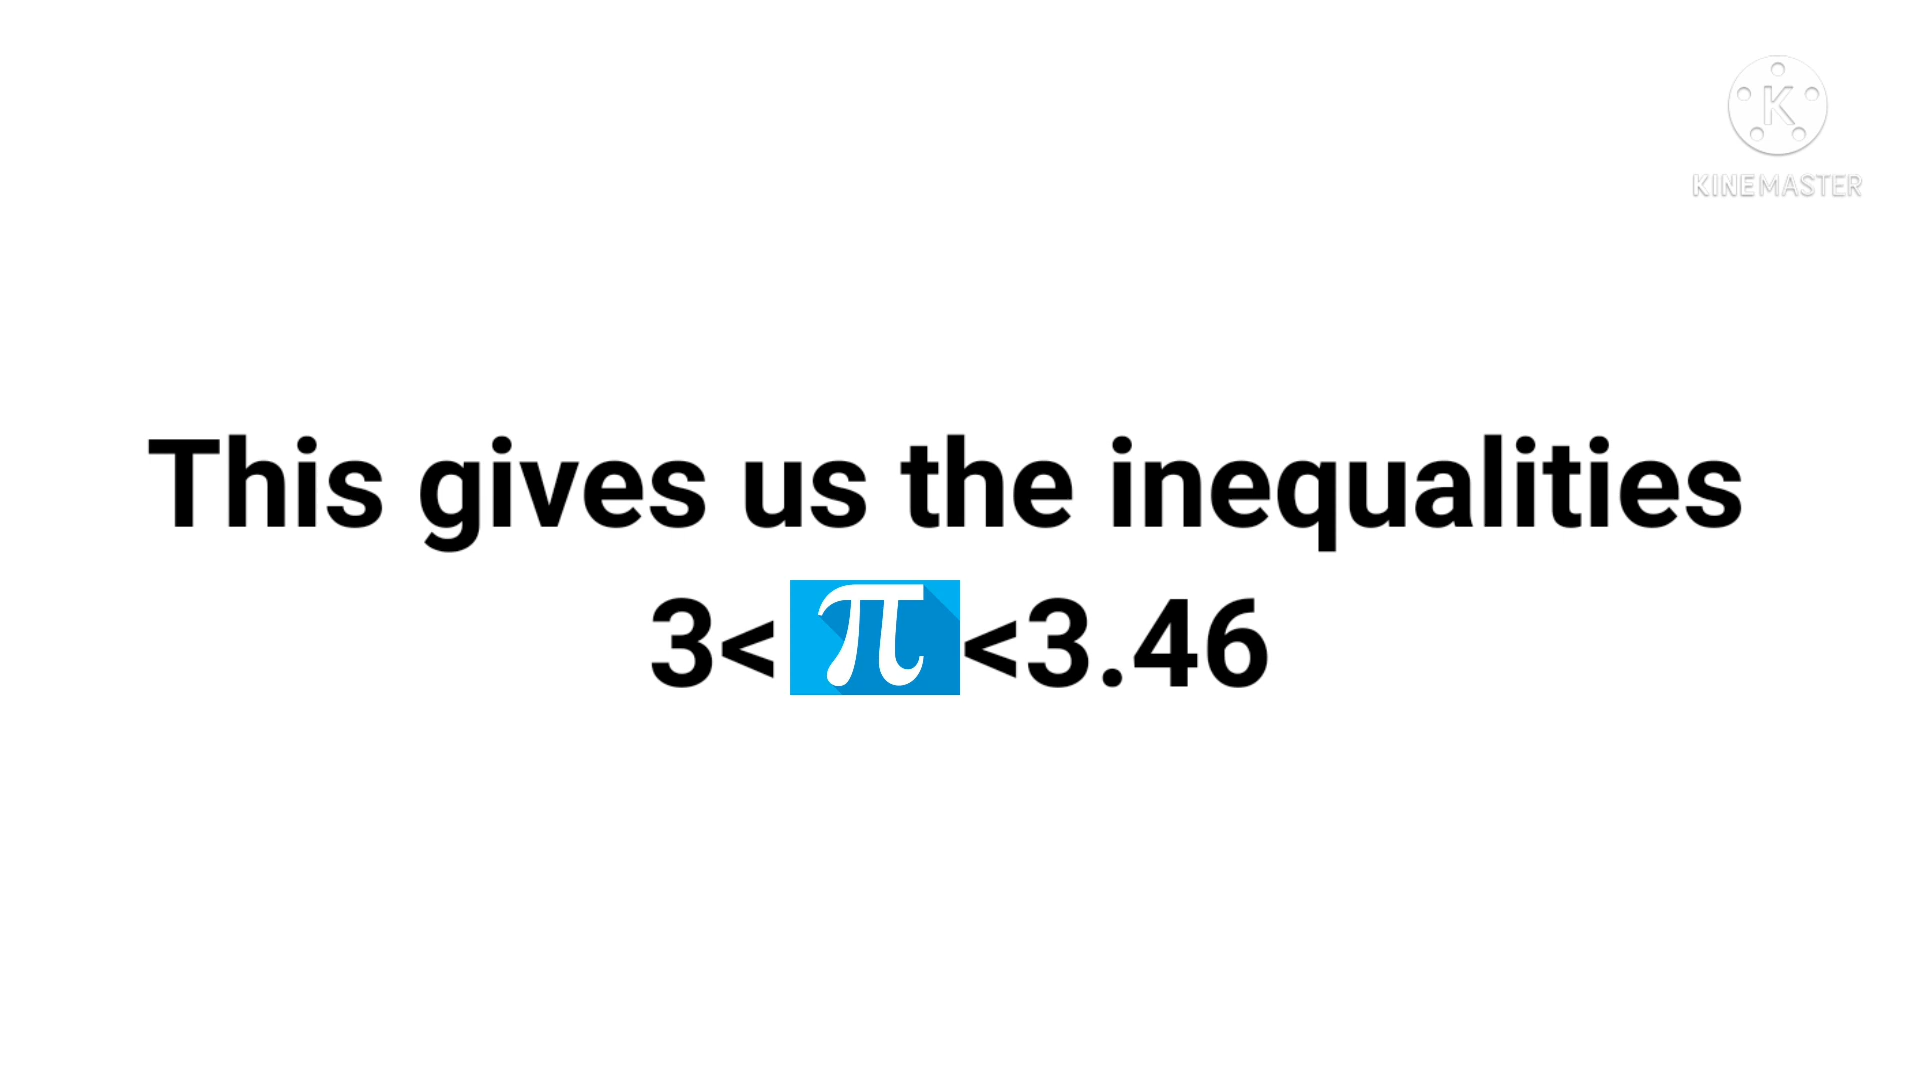 K
KINEMASTER
This gives us the inequalities
3<π<3.46